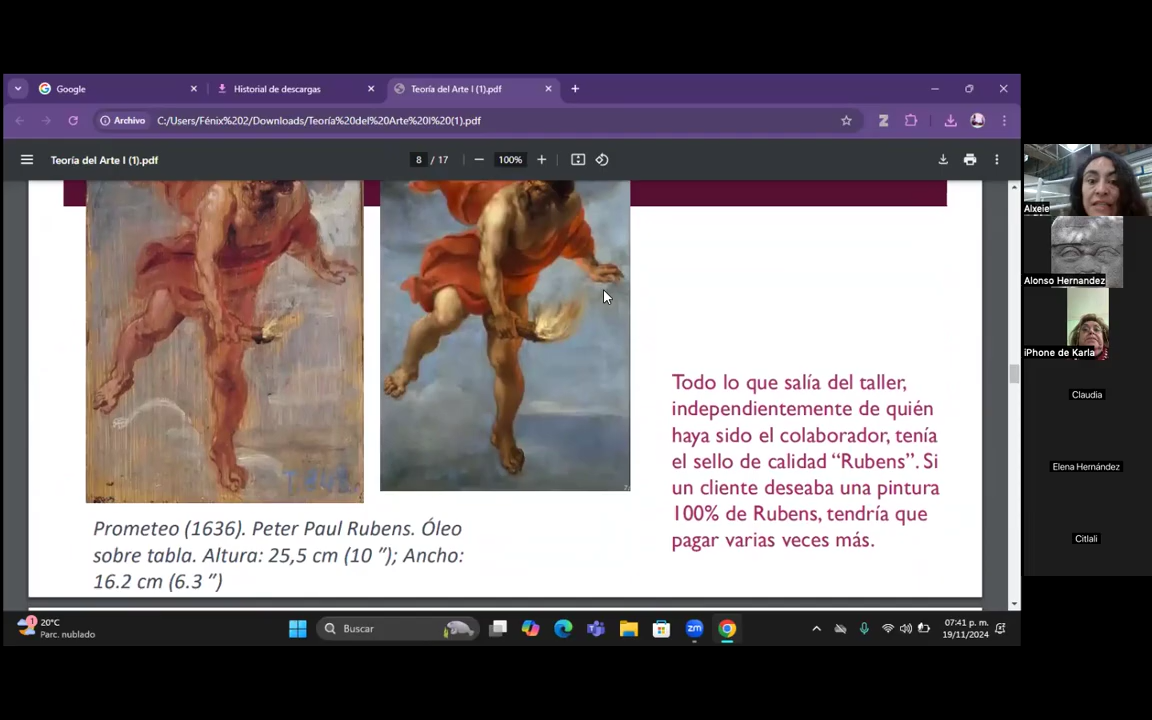 Google
Historial de descargas
Teoría del Arte I (1).pdf
Archivo
C:/Users/Fénix%202/Downloads/Teoría%20del%20Arte%20I%20(1).pdf
Teoría del Arte I (1).pdf
8 / 17
100%
Todo lo que salía del taller,
independientemente de quién
haya sido el colaborador, tenía
el sello de calidad “Rubens”. Si
un cliente deseaba una pintura
100% de Rubens, tendría que
pagar varias veces más.
Prometeo (1636). Peter Paul Rubens. Óleo
sobre tabla. Altura: 25,5 cm (10 ″); Ancho:
16.2 cm (6.3 ″)
Alxeie
Alonso Hernandez
iPhone de Karla
Claudia
Elena Hernández
Citlali
1
20°C
Parc. nublado
Buscar
zm
07:41 p. m.
19/11/2024